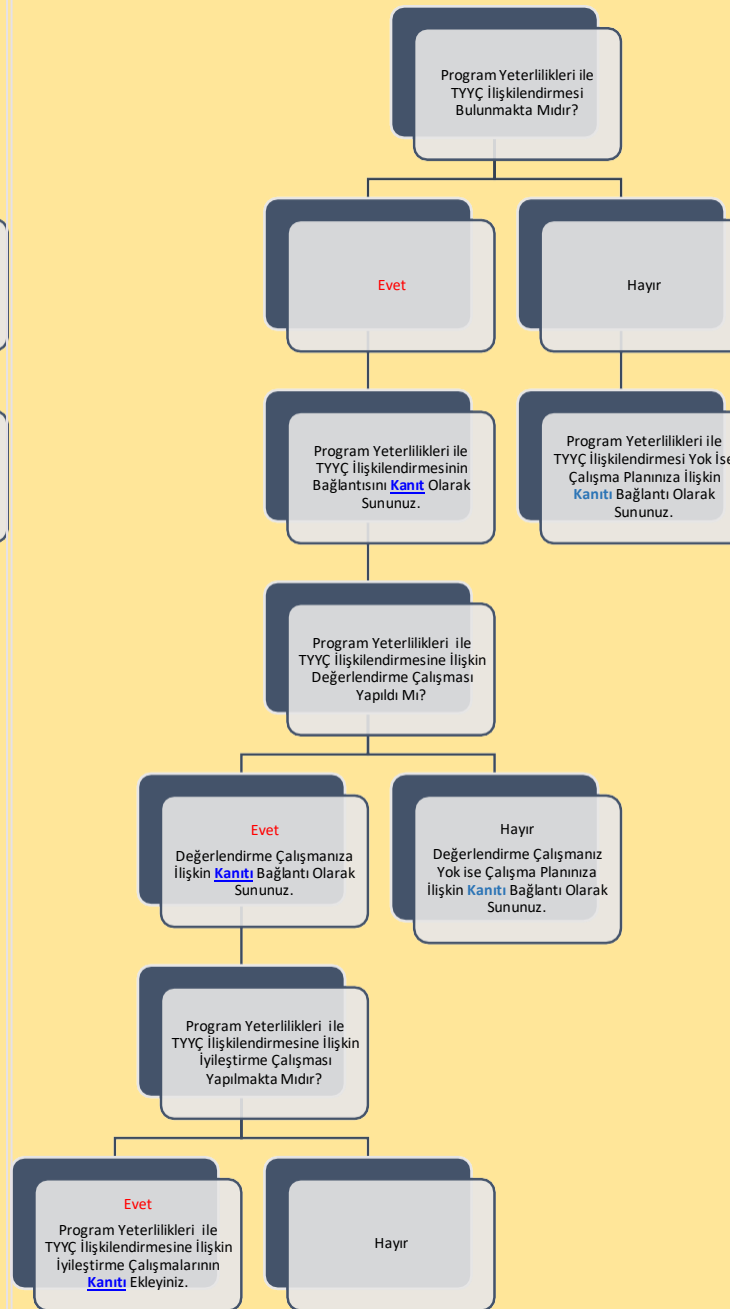 Program Yeterlilikleri ile
TYYÇ İlişkilendirmesi
Bulunmakta Mıdır?
Evet
Hayır
Program Yeterlilikleri ile
TYYÇ İlişkilendirmesinin
Bağlantısını Kanıt Olarak
Sununuz.
Program Yeterlilikleri ile
TYYÇ İlişkilendirmesi Yok İse
Çalışma Planınıza İlişkin
Kanıtı Bağlantı Olarak
Sununuz.
Program Yeterlilikleri ile
TYYÇ İlişkilendirmesine İlişkin
Değerlendirme Çalışması
Yapıldı Mı?
Evet
Değerlendirme Çalışmanıza
İlişkin Kanıtı Bağlantı Olarak
Sununuz.
Hayır
Değerlendirme Çalışmanız
Yok ise Çalışma Planınıza
İlişkin Kanıtı Bağlantı Olarak
Sununuz.
Program Yeterlilikleri ile
TYYÇ İlişkilendirmesine İlişkin
İyileştirme Çalışması
Yapılmakta Mıdır?
Evet
Program Yeterlilikleri ile
TYYÇ İlişkilendirmesine İlişkin
İyileştirme Çalışmalarının
Kanıtı Ekleyiniz.
Hayır